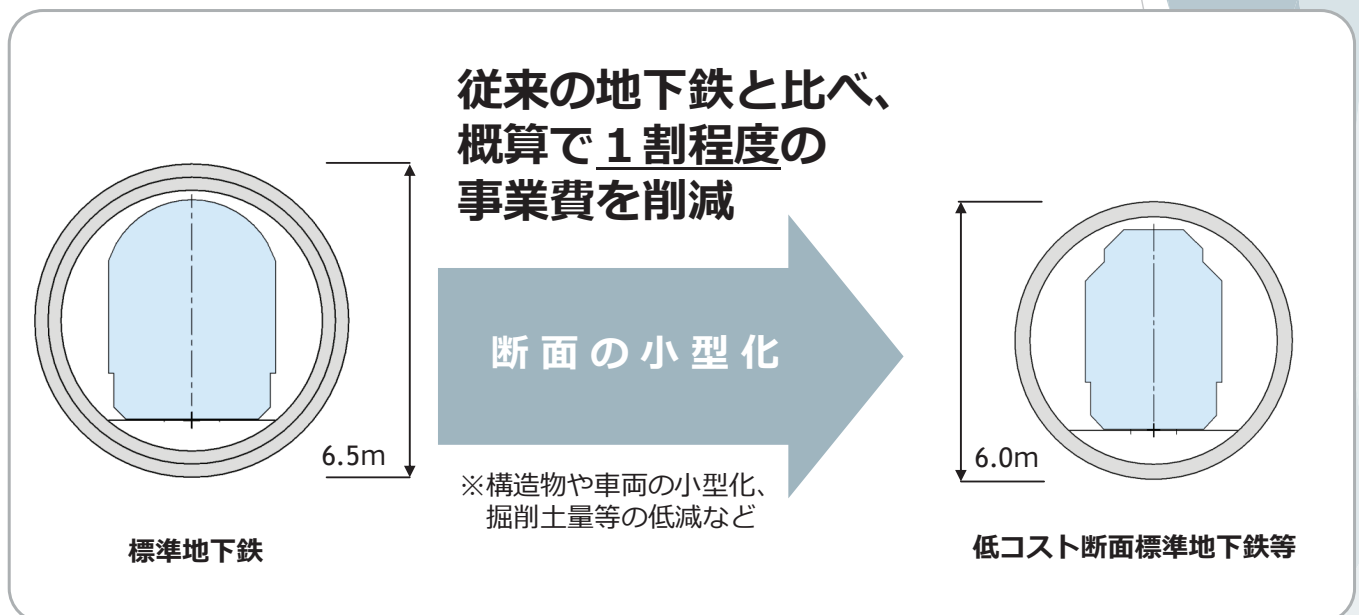 従来の地下鉄と比べ、
概算で１割程度の
事業費を削減
断面の小型化
6.5m
6.0m
※構造物や車両の小型化、
掘削土量等の低減など
標準地下鉄
低コスト断面標準地下鉄等